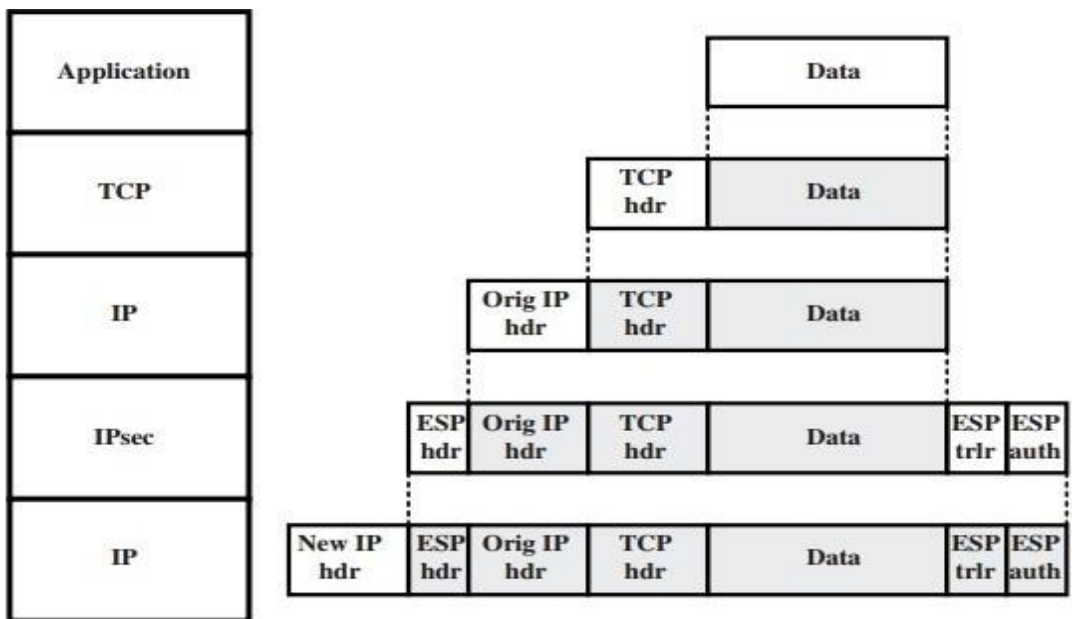 Application
Data
TCP
TCP
hdr
Data
IP
Orig IP
hdr
TCP
hdr
Data
IPsec
ESP
hdr
Orig IP
hdr
TCP
hdr
Data
ESP
trlr
ESP
auth
IP
New IP
hdr
ESP
hdr
Orig IP
hdr
TCP
hdr
Data
ESP
trlr
ESP
auth